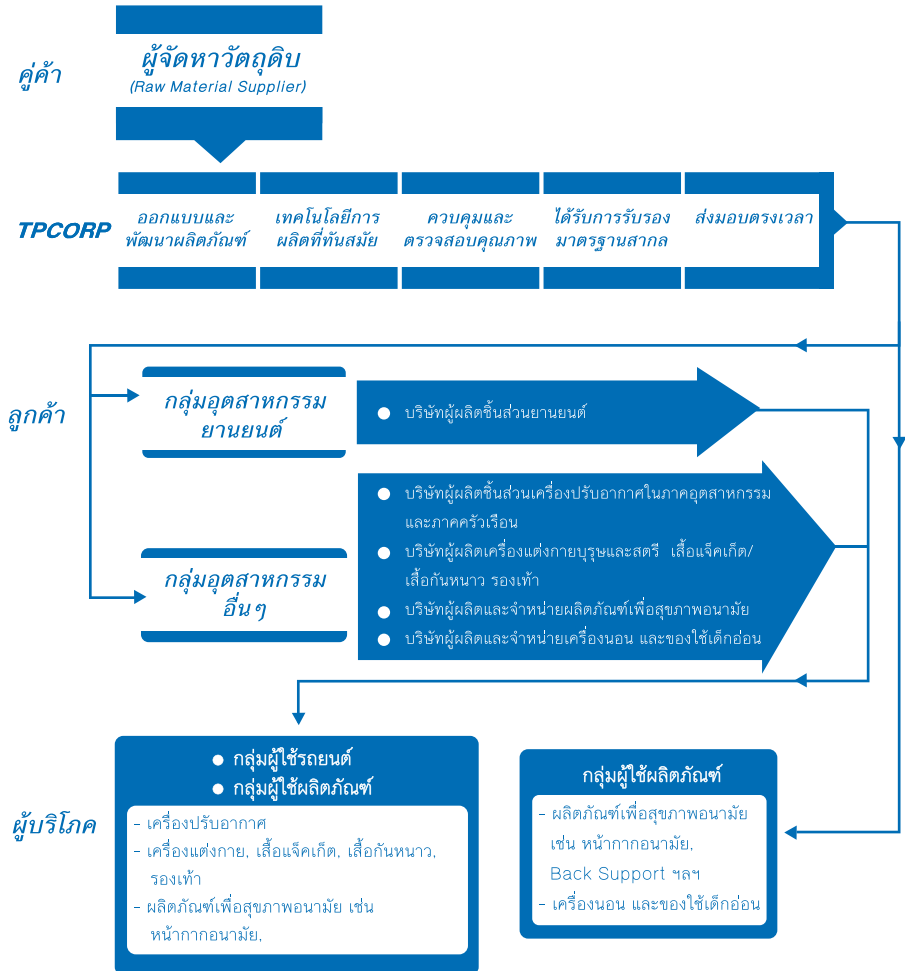 คู่ค้า
ผู้จัดหาวัตถุดิบ
(Raw Material Supplier)
TPCORP
ออกแบบและ
พัฒนาผลิตภัณฑ์
เทคโนโลยีการ
ผลิตที่ทันสมัย
ควบคุมและ
ตรวจสอบคุณภาพ
ได้รับการรับรอง
มาตรฐานสากล
ส่งมอบตรงเวลา
ลูกค้า
กลุ่มอุตสาหกรรม
ยานยนต์
บริษัทผู้ผลิตชิ้นส่วนยานยนต์
กลุ่มอุตสาหกรรม
อื่นๆ
บริษัทผู้ผลิตชิ้นส่วนเครื่องปรับอากาศในภาคอุตสาหกรรม
และภาคครัวเรือน
บริษัทผู้ผลิตเครื่องแต่งกายบุรุษและสตรี เสื้อแจ็คเก็ต/
เสื้อกันหนาว รองเท้า
บริษัทผู้ผลิตและจำหน่ายผลิตภัณฑ์เพื่อสุขภาพอนามัย
บริษัทผู้ผลิตและจำหน่ายเครื่องนอน และของใช้เด็กอ่อน
ผู้บริโภค
กลุ่มผู้ใช้รถยนต์
กลุ่มผู้ใช้ผลิตภัณฑ์
- เครื่องปรับอากาศ
- เครื่องแต่งกาย, เสื้อแจ็คเก็ต, เสื้อกันหนาว,
รองเท้า
- ผลิตภัณฑ์เพื่อสุขภาพอนามัย เช่น
หน้ากากอนามัย,
กลุ่มผู้ใช้ผลิตภัณฑ์
- ผลิตภัณฑ์เพื่อสุขภาพอนามัย
เช่น หน้ากากอนามัย,
Back Support ฯลฯ
- เครื่องนอน และของใช้เด็กอ่อน